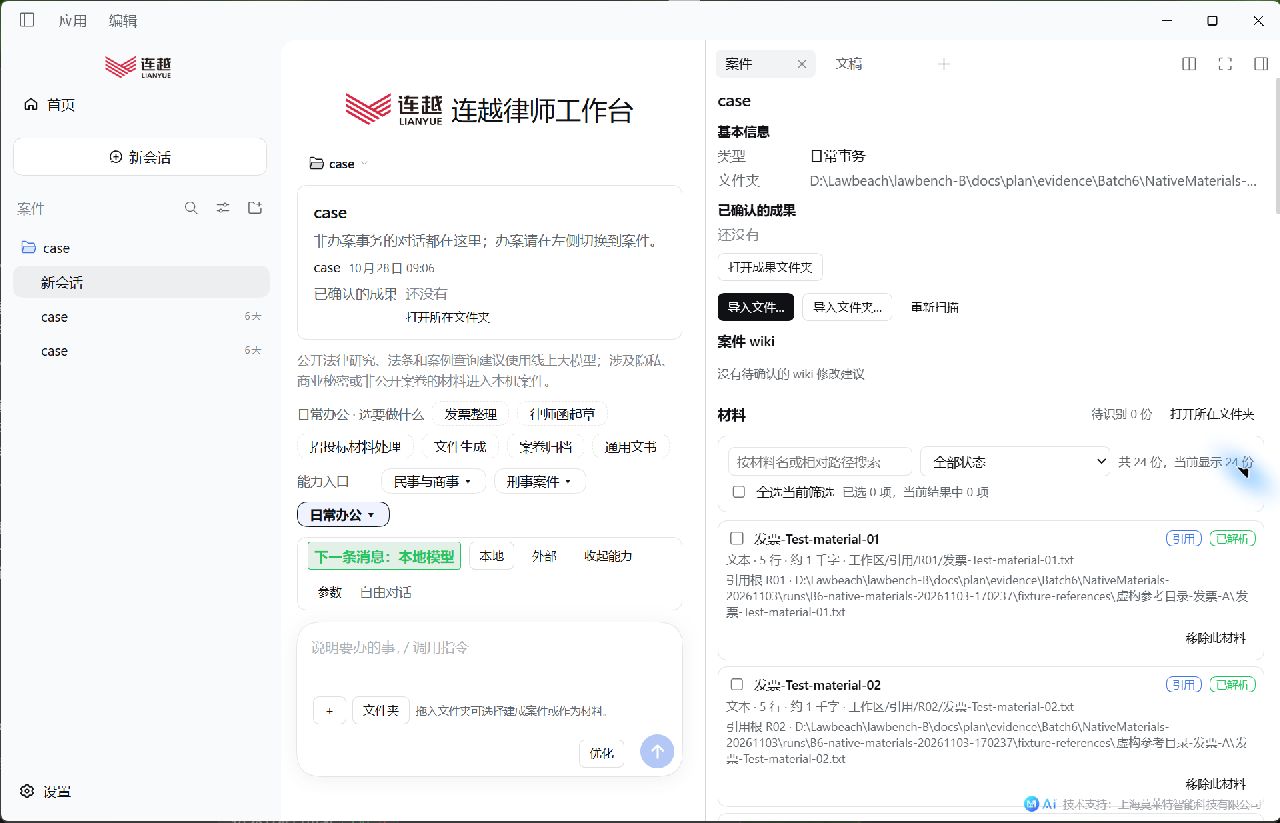 应用 编辑
连越
LIANYUE
首页
新会话
案件
case
新会话
case 6天
case 6天
设置
连越 LIANYUE 连越律师工作台
case
case
非办案事务的对话都在这里；办案请在左侧切换到案件。
case 10月28日 09:06
已确认的成果 还没有
打开所在文件夹
公开法律研究、法条和案例查询建议使用线上大模型；涉及隐私、
商业秘密或非公开案卷的材料进入本机案件。
日常办公 · 选要做什么 发票整理 律师函起草
招投标材料处理 文件生成 案卷归档 通用文书
能力入口 民事与商事 刑事案件
日常办公
下一条消息：本地模型 本地 外部 收起能力
参数 自由对话
说明要办的事，/ 调用指令
+ 文件夹 拖入文件夹可选择建成案件或作为材料。
优化
案件 文稿
case
基本信息
类型 日常事务
文件夹 D:\Lawbeach\lawbench-B\docs\plan\evidence\Batch6\NativeMaterials-...
已确认的成果
还没有
打开成果文件夹
导入文件... 导入文件夹... 重新扫描
案件 wiki
没有待确认的 wiki 修改建议
材料 待识别 0 份 打开所在文件夹
按材料名或相对路径搜索 全部状态 共 24 份，当前显示 24 份
全选当前筛选 已选 0 项，当前结果中 0 项
发票-Test-material-01 引用 已解析
文本 · 5 行 · 约 1 千字 · 工作区/引用/R01/发票-Test-material-01.txt
引用根 R01 · D:\Lawbeach\lawbench-B\docs\plan\evidence\Batch6\NativeMaterials-
20261103\runs\B6-native-materials-20261103-170237\fixture-references\虚构参考目录-发票-A\发
票-Test-material-01.txt
移除此材料
发票-Test-material-02 引用 已解析
文本 · 5 行 · 约 1 千字 · 工作区/引用/R02/发票-Test-material-02.txt
引用根 R02 · D:\Lawbeach\lawbench-B\docs\plan\evidence\Batch6\NativeMaterials-
20261103\runs\B6-native-materials-20261103-170237\fixture-references\虚构参考目录-发票-A\发
票-Test-material-02.txt
移除此材料
AI 技术支持：上海莫莱特智能科技有限公司